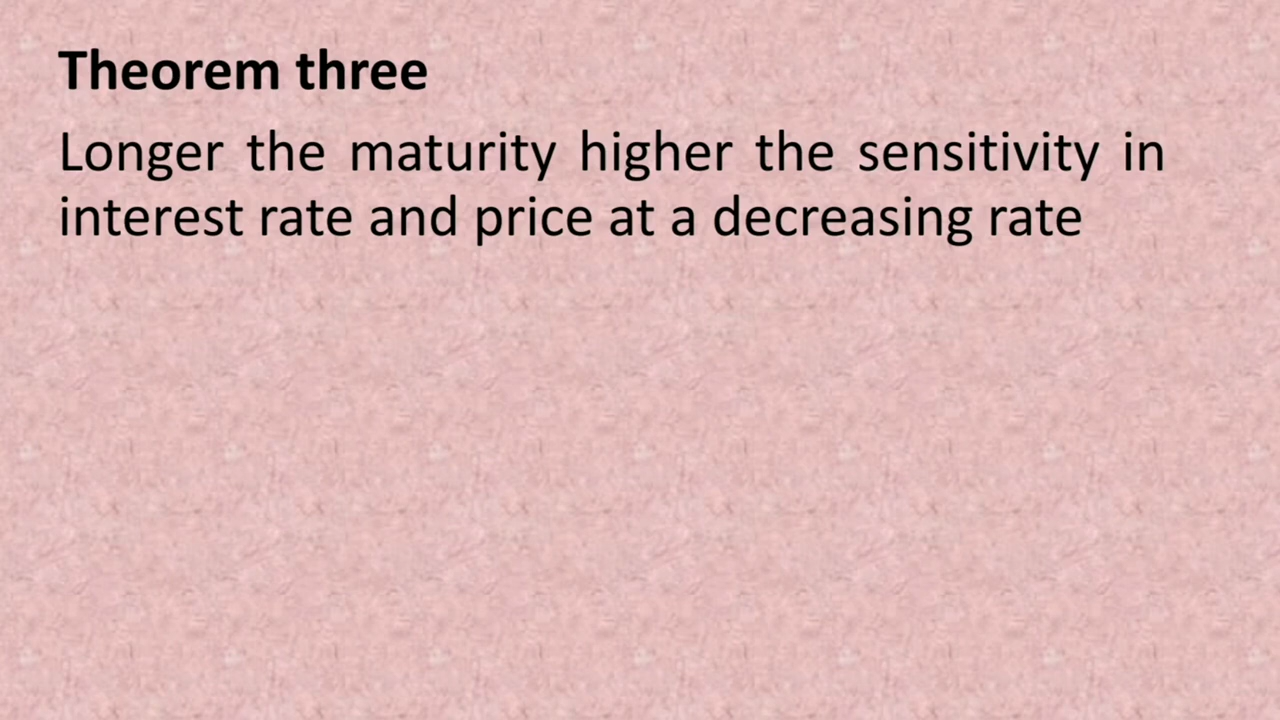 Theorem three
Longer the maturity higher the sensitivity in
interest rate and price at a decreasing rate